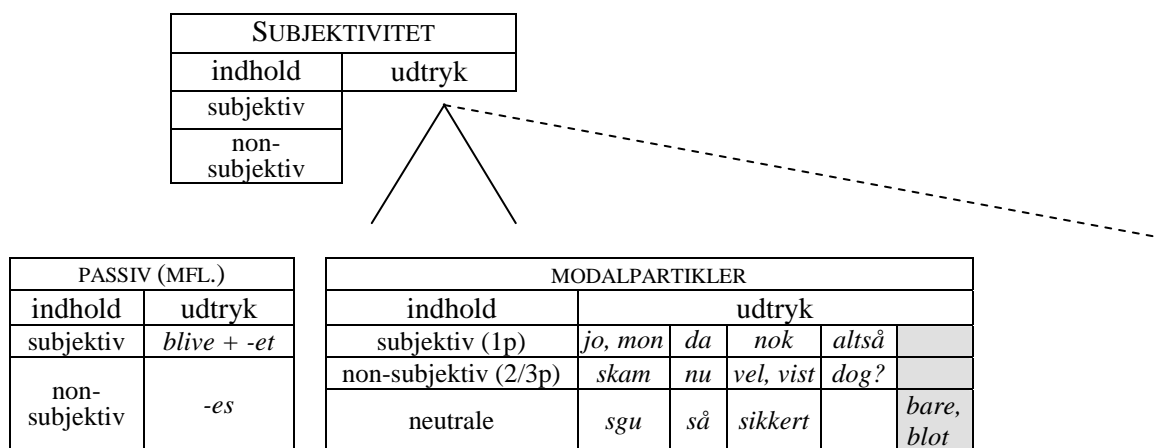 SUBJEKTIVITET
indhold udtryk
subjektiv
non-
subjektiv
PASSIV (MFL.)
indhold udtryk
subjektiv blive + -et
non-
subjektiv -es
MODALPARTIKLER
indhold udtryk
subjektiv (1p) jo, mon da nok altså
non-subjektiv (2/3p) skam nu vel, vist dog?
neutrale sgu så sikkert bare,
blot